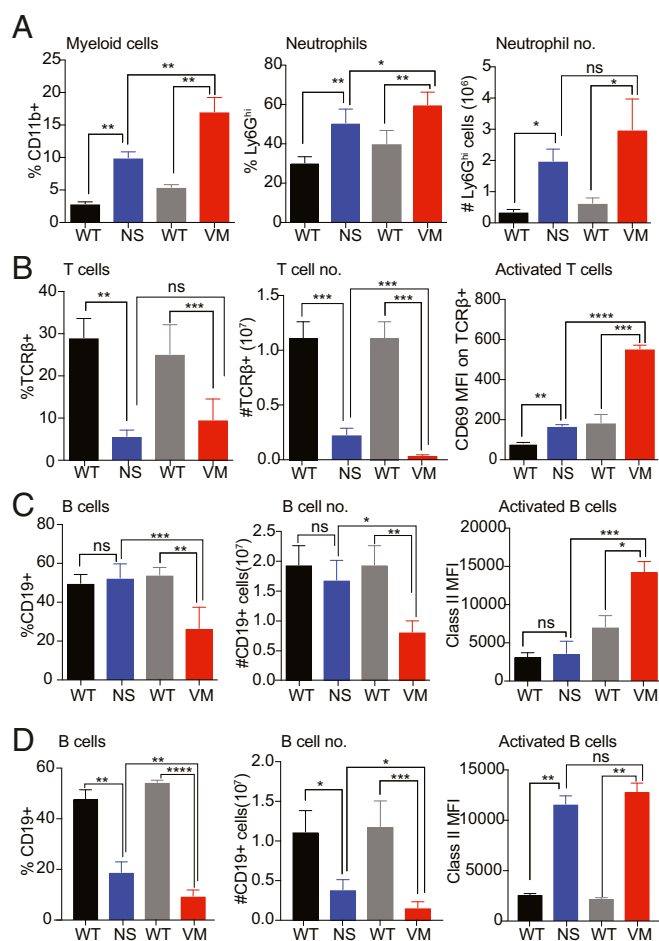 A
Myeloid cells
Neutrophils
Neutrophil no.
% CD11b+
25
20
15
10
5
0
**
**
**
WT NS WT VM
% Ly6Ghi
80
60
40
20
0
**
*
**
WT NS WT VM
# Ly6Ghi cells (10⁶)
5
4
3
2
1
0
*
ns
*
WT NS WT VM
B
T cells
T cell no.
Activated T cells
%TCRβ+
40
30
20
10
0
**
ns
***
WT NS WT VM
#TCRβ+ (10⁷)
1.5
1.0
0.5
0.0
***
***
***
WT NS WT VM
CD69 MFI on TCRβ+
800
600
400
200
0
**
****
***
WT NS WT VM
C
B cells
B cell no.
Activated B cells
%CD19+
80
60
40
20
0
ns
***
**
WT NS WT VM
#CD19+ cells(10⁷)
2.5
2.0
1.5
1.0
0.5
0.0
ns
*
**
WT NS WT VM
Class II MFI
20000
15000
10000
5000
0
ns
***
*
WT NS WT VM
D
B cells
B cell no.
Activated B cells
% CD19+
60
40
20
0
**
**
****
WT NS WT VM
#CD19+ cells(10⁷)
2.0
1.5
1.0
0.5
0.0
*
*
***
WT NS WT VM
Class II MFI
15000
10000
5000
0
**
ns
**
WT NS WT VM